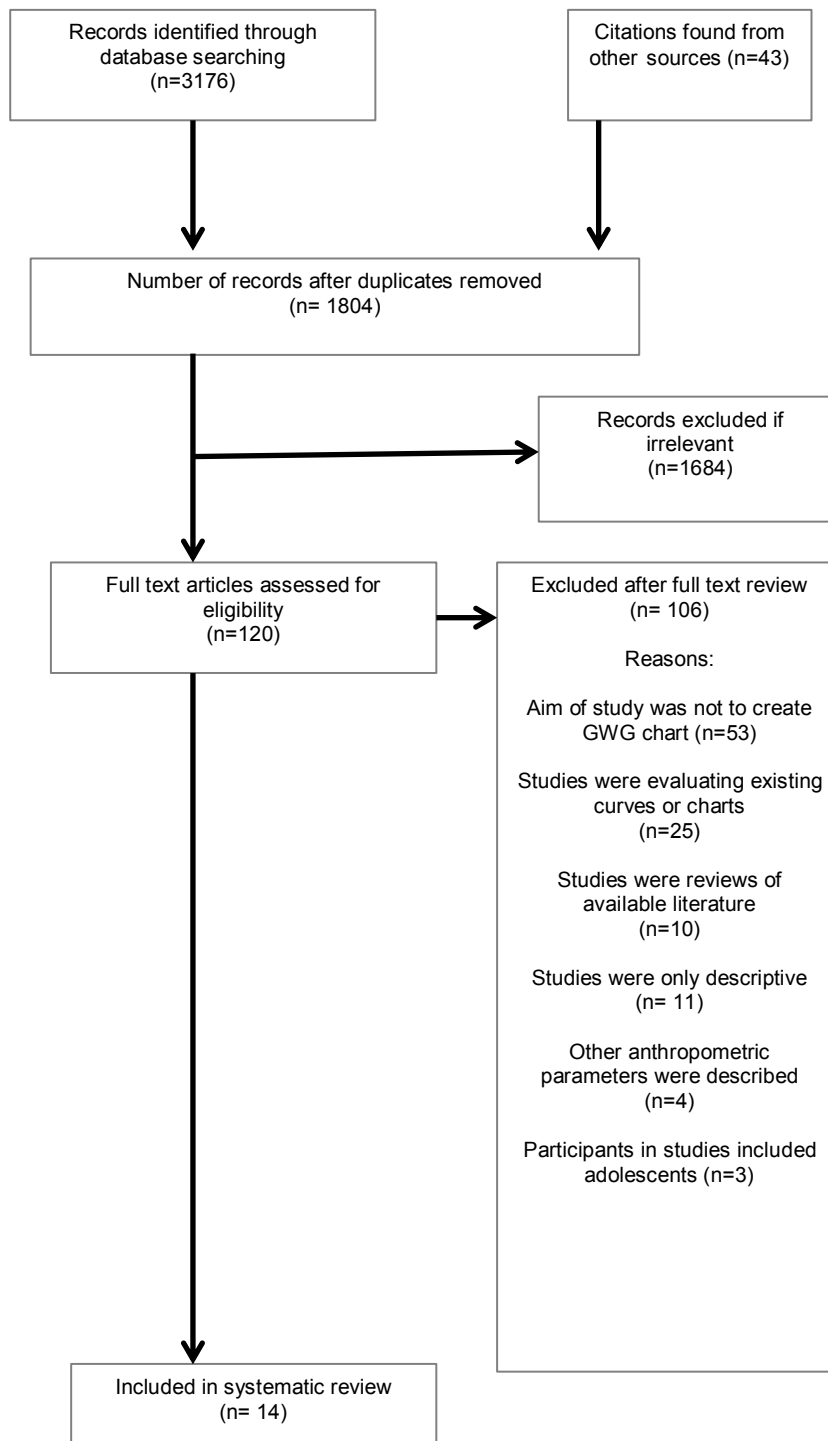 Records identified through
database searching
(n=3176)
Citations found from
other sources (n=43)
Number of records after duplicates removed
(n= 1804)
Records excluded if
irrelevant
(n=1684)
Full text articles assessed for
eligibility
(n=120)
Excluded after full text review
(n= 106)
Reasons:
Aim of study was not to create
GWG chart (n=53)
Studies were evaluating existing
curves or charts
(n=25)
Studies were reviews of
available literature
(n=10)
Studies were only descriptive
(n= 11)
Other anthropometric
parameters were described
(n=4)
Participants in studies included
adolescents (n=3)
Included in systematic review
(n= 14)